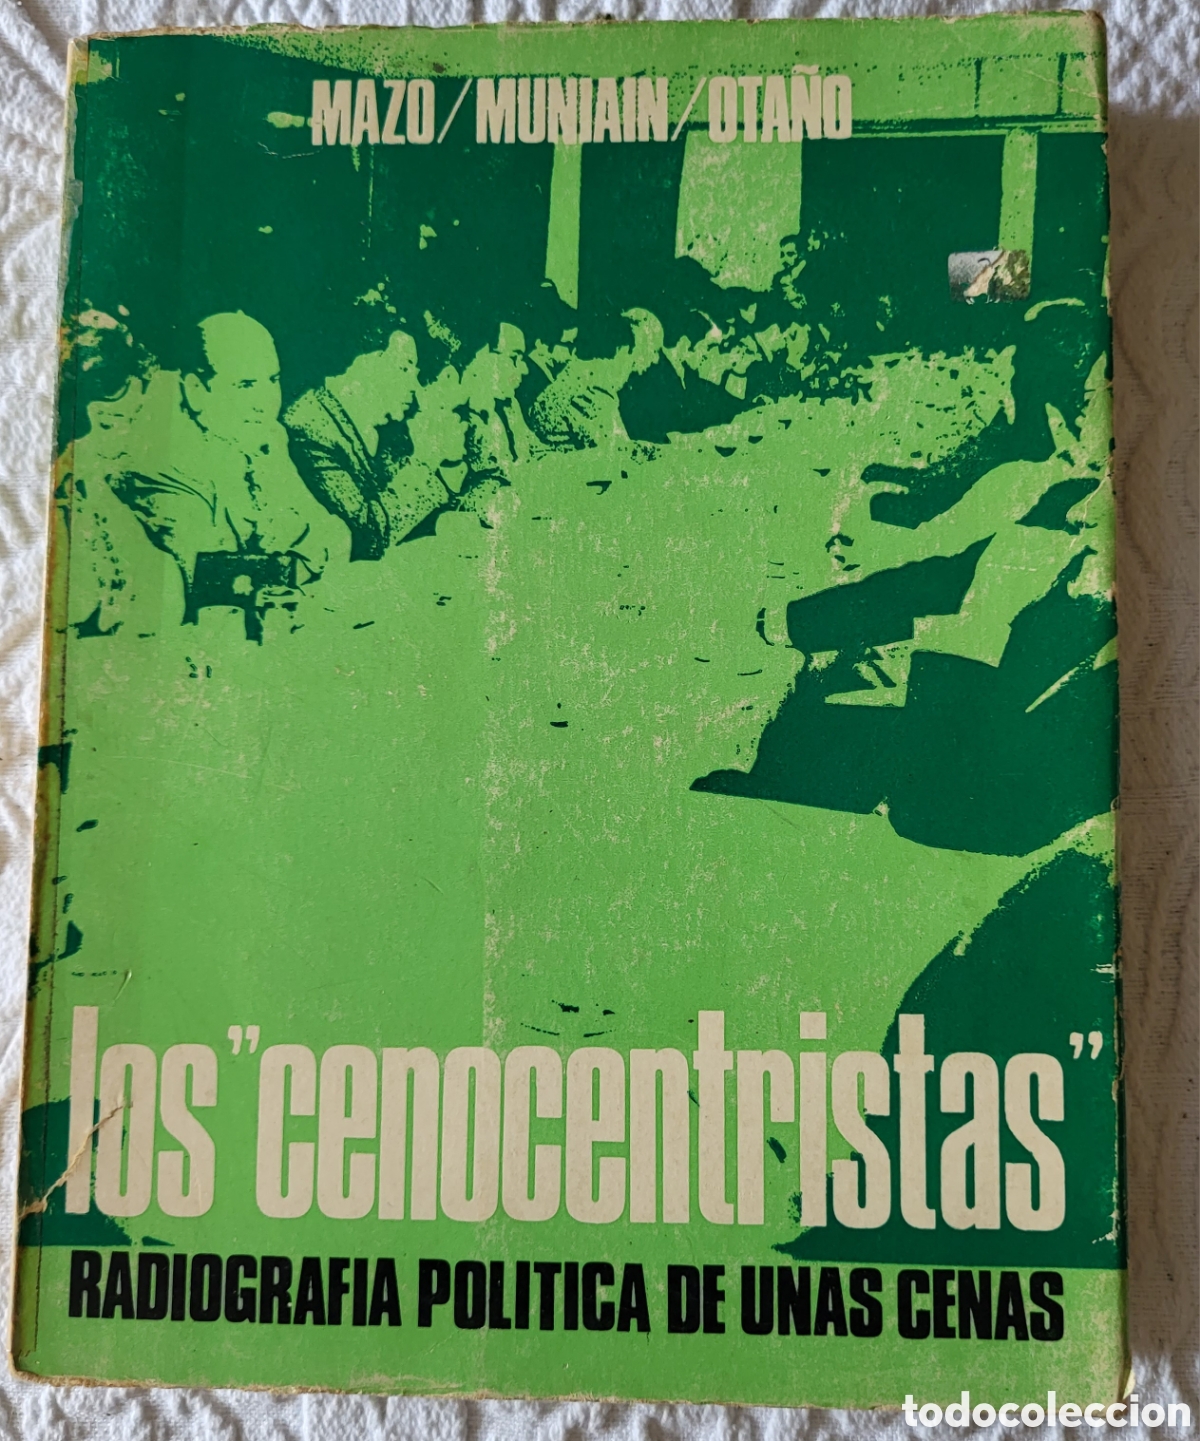 MAZO/MUNIAIN/OTAÑO
los "cenocentristas"
RADIOGRAFIA POLITICA DE UNAS CENAS
todocoleccion